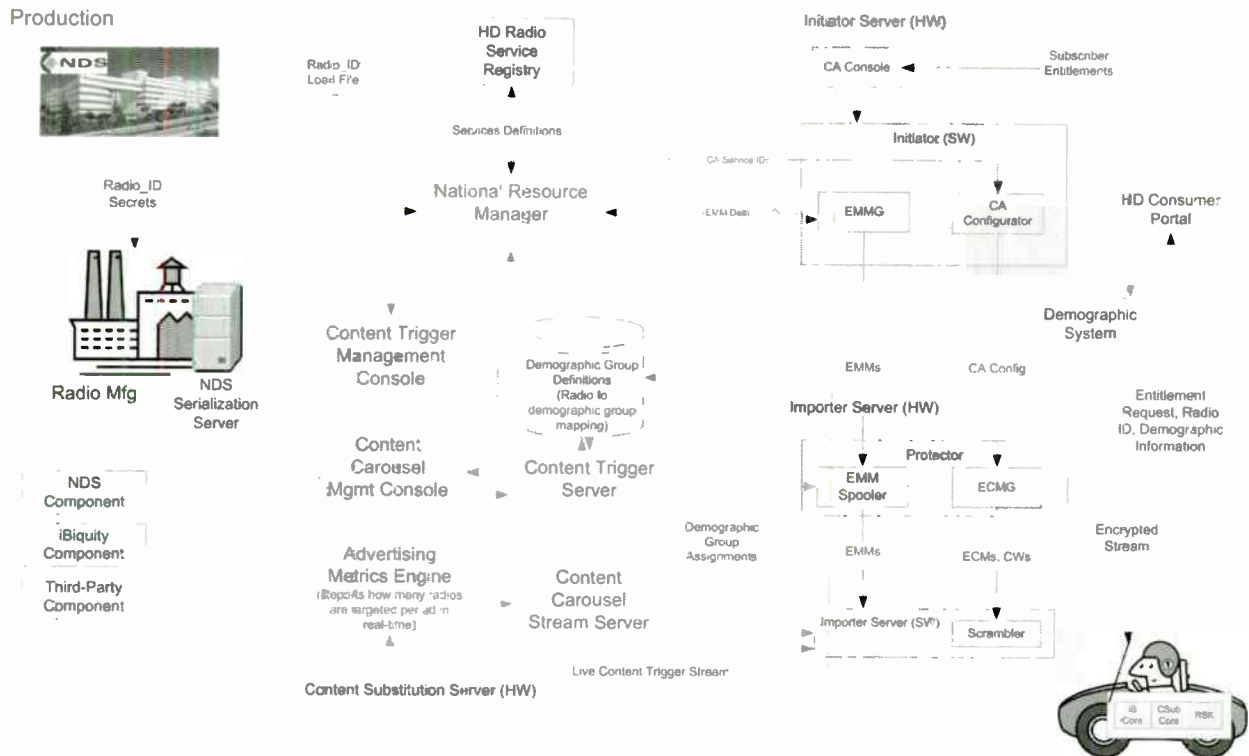 Production
NDS
Radio_ID
Secrets
Radio Mfg
NDS
Serialization
Server
NDS
Component
iBiquity
Component
Third-Party
Component
Radio_ID
Load File
HD Radio
Service
Registry
Services Definitions
National Resource
Manager
Content Trigger
Management
Console
Demographic Group
Definitions
(Radio to
demographic group
mapping)
Content
Carousel
Mgmt Console
Content Trigger
Server
Advertising
Metrics Engine
(Reports how many radios
are targeted per ad in
real-time)
Content
Carousel
Stream Server
Content Substitution Server (HW)
Live Content Trigger Stream
Initiator Server (HW)
CA Console
Subscriber
Entitlements
Initiator (SW)
CA Service IDs
EMM Data
EMMG
CA
Configurator
HD Consumer
Portal
Demographic
System
EMMs
CA Config
Importer Server (HW)
Entitlement
Request, Radio
ID, Demographic
Information
Protector
EMM
Spooler
ECMG
Demographic
Group
Assignments
EMMs
ECMs, CWs
Encrypted
Stream
Importer Server (SW)
Scrambler
iB
Core
CSub
Core
RSK